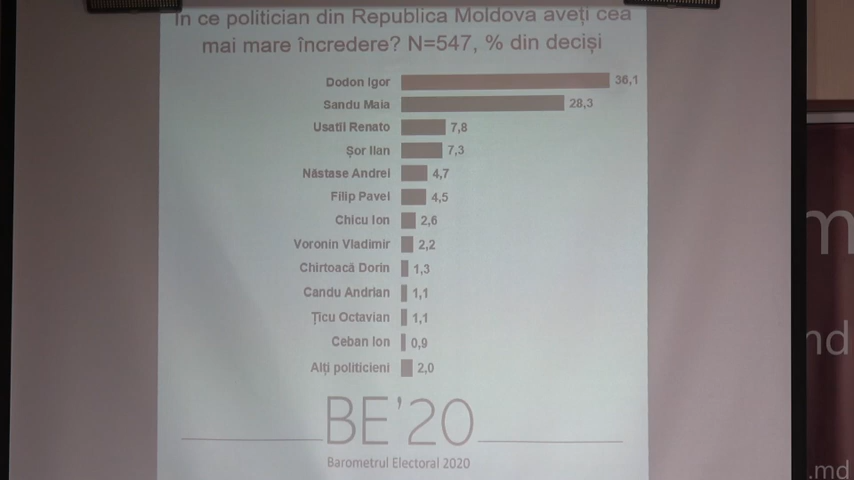 În ce politician din Republica Moldova aveți cea
mai mare încredere? N=547, % din deciși
Dodon Igor 36,1
Sandu Maia 28,3
Usatîi Renato 7,8
Șor Ilan 7,3
Năstase Andrei 4,7
Filip Pavel 4,5
Chicu Ion 2,6
Voronin Vladimir 2,2
Chirtoacă Dorin 1,3
Candu Andrian 1,1
Țîcu Octavian 1,1
Ceban Ion 0,9
Alți politicieni 2,0
BE'20
Barometrul Electoral 2020
m
nd
.md